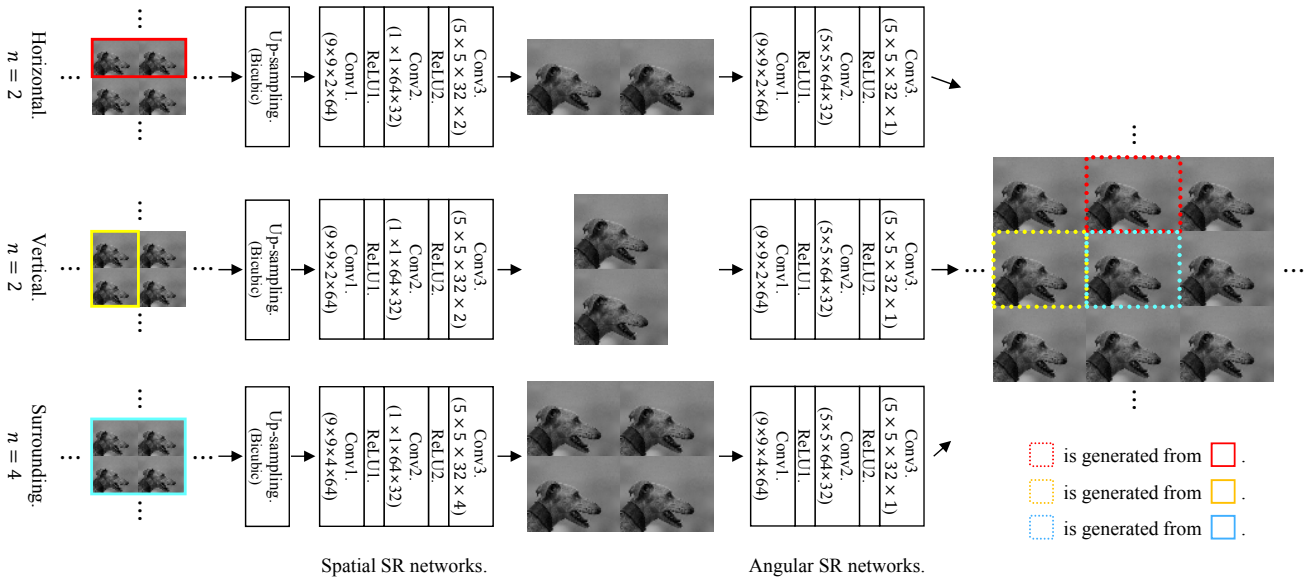 Horizontal.
n = 2
Up-sampling.
(Bicubic)
Conv1.
(9×9×2×64)
ReLU1.
Conv2.
(1×1×64×32)
ReLU2.
Conv3.
(5×5×32×2)
Conv1.
(9×9×2×64)
ReLU1.
Conv2.
(5×5×64×32)
ReLU2.
Conv3.
(5×5×32×1)
Vertical.
n = 2
Up-sampling.
(Bicubic)
Conv1.
(9×9×2×64)
ReLU1.
Conv2.
(1×1×64×32)
ReLU2.
Conv3.
(5×5×32×2)
Conv1.
(9×9×2×64)
ReLU1.
Conv2.
(5×5×64×32)
ReLU2.
Conv3.
(5×5×32×1)
Surrounding.
n = 4
Up-sampling.
(Bicubic)
Conv1.
(9×9×4×64)
ReLU1.
Conv2.
(1×1×64×32)
ReLU2.
Conv3.
(5×5×32×4)
Conv1.
(9×9×4×64)
ReLU1.
Conv2.
(5×5×64×32)
ReLU2.
Conv3.
(5×5×32×1)
is generated from .
is generated from .
is generated from .
Spatial SR networks.
Angular SR networks.